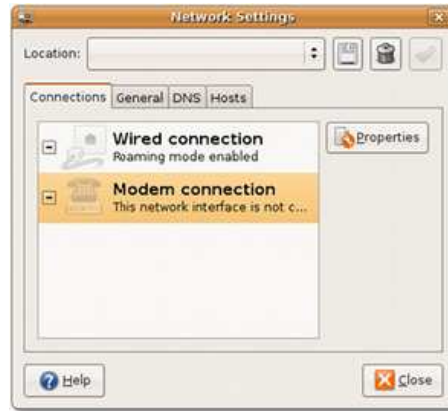 Network Settings
Location:
Connections General DNS Hosts
Wired connection
Roaming mode enabled
Properties
Modem connection
This network interface is not c...
Help
Close